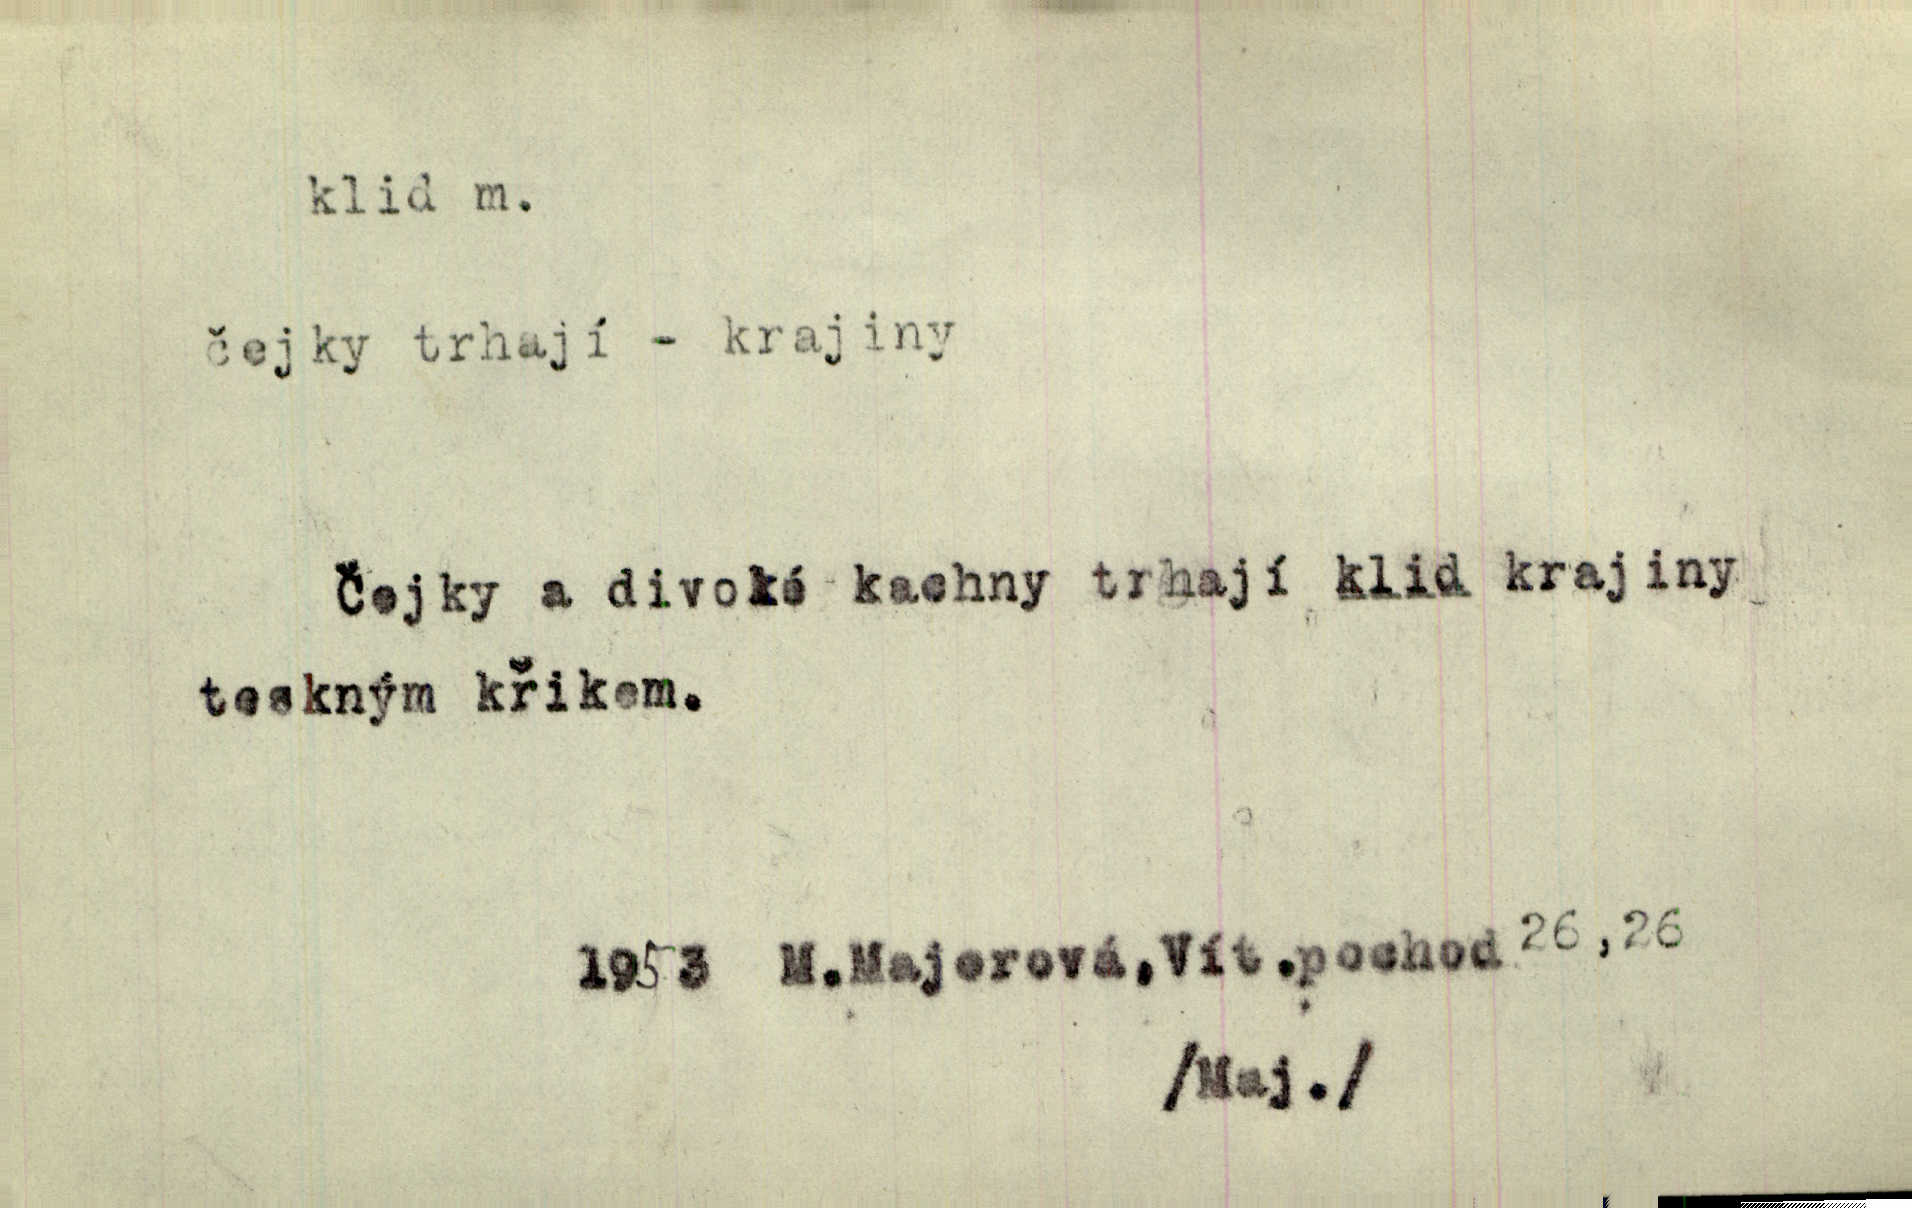 klid m.
čejky trhají - krajiny
Čejky a divoké kachny trhají klid krajiny
teskným křikem.
1953 M.Majerová,Vít.pochod 26,26
/Maj./